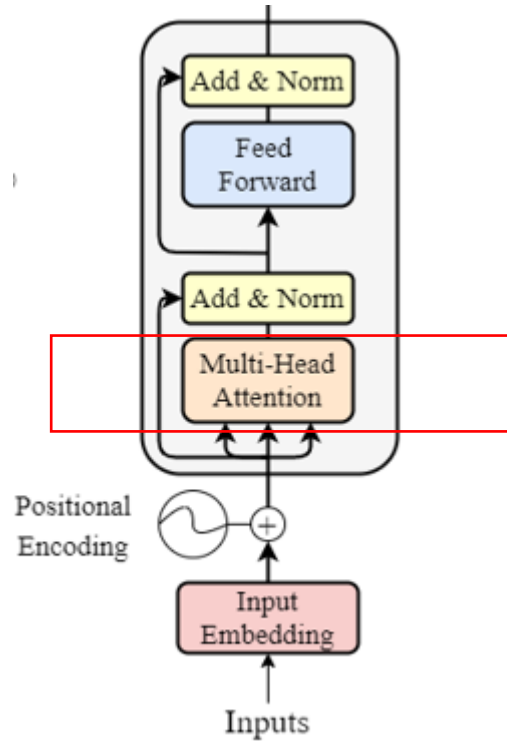 Add & Norm
Feed
Forward
)
Add & Norm
Multi-Head
Attention
Positional
Encoding
+
Input
Embedding
Inputs